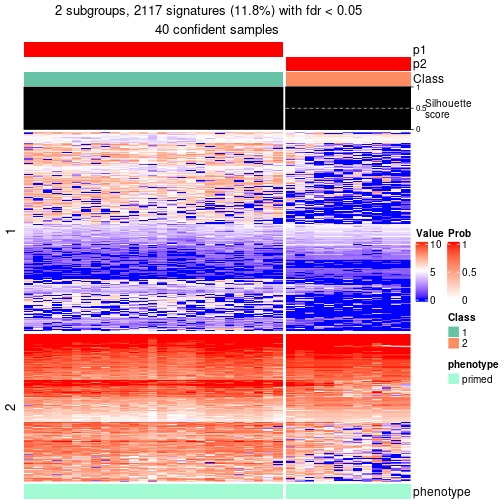 2 subgroups, 2117 signatures (11.8%) with fdr < 0.05
40 confident samples
p1
p2
Class
1
0.5
0
Silhouette
score
1
2
Value
10
5
0
Prob
1
0.5
0
Class
1
2
phenotype
primed
phenotype